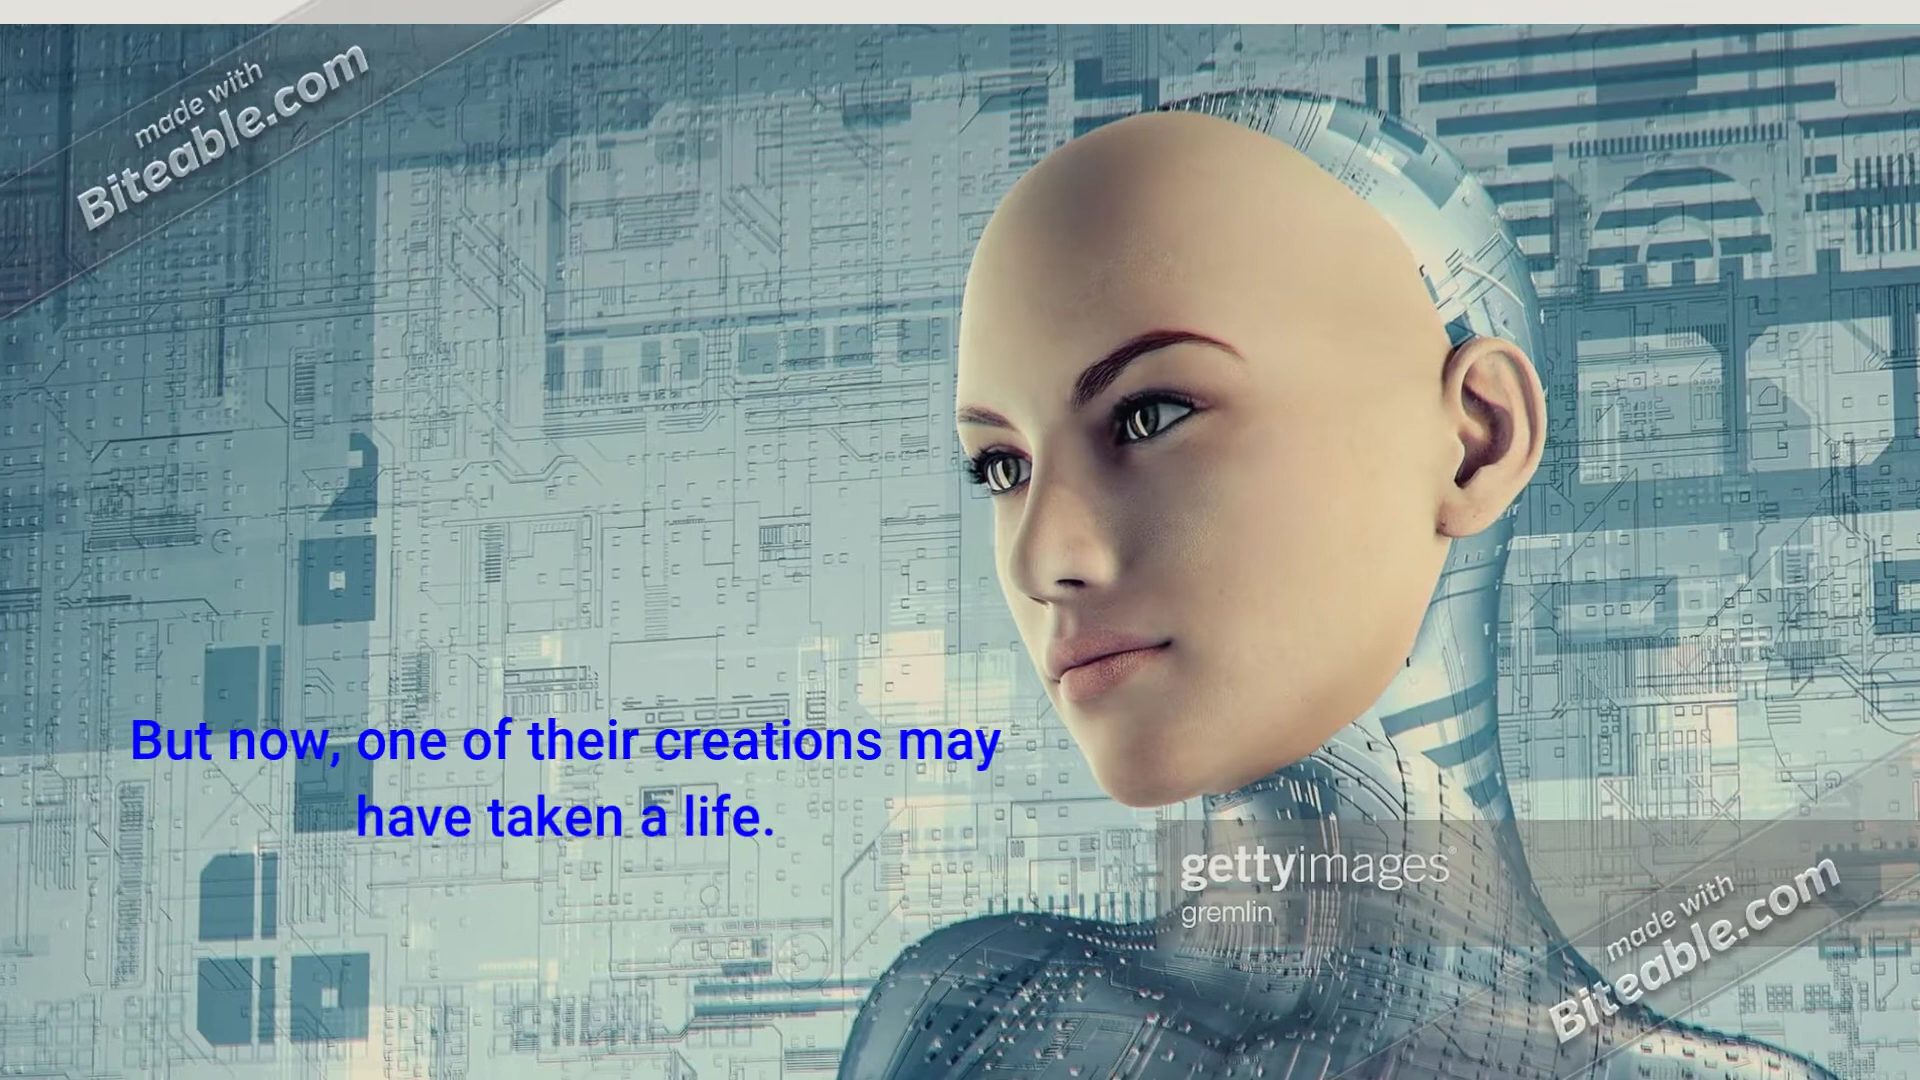 made with
Biteable.com
But now, one of their creations may
have taken a life.
gettyimages®
gremlin
made with
Biteable.com